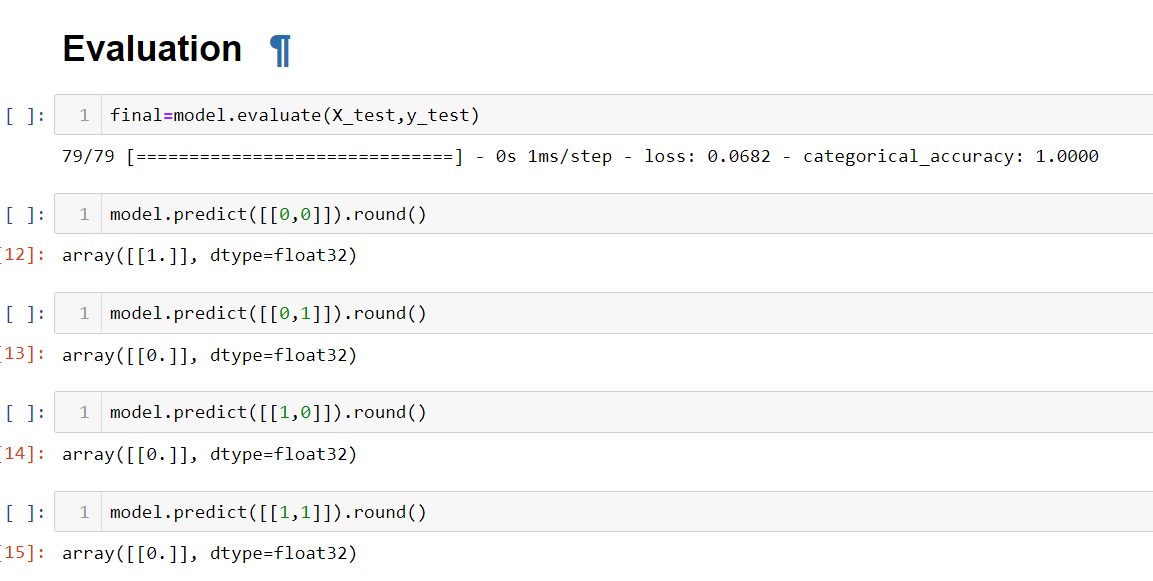 Evaluation ¶
[ ]: 1 final=model.evaluate(X_test,y_test)
79/79 [==============================] - 0s 1ms/step - loss: 0.0682 - categorical_accuracy: 1.0000
[ ]: 1 model.predict([[0,0]]).round()
[12]: array([[1.]], dtype=float32)
[ ]: 1 model.predict([[0,1]]).round()
[13]: array([[0.]], dtype=float32)
[ ]: 1 model.predict([[1,0]]).round()
[14]: array([[0.]], dtype=float32)
[ ]: 1 model.predict([[1,1]]).round()
[15]: array([[0.]], dtype=float32)